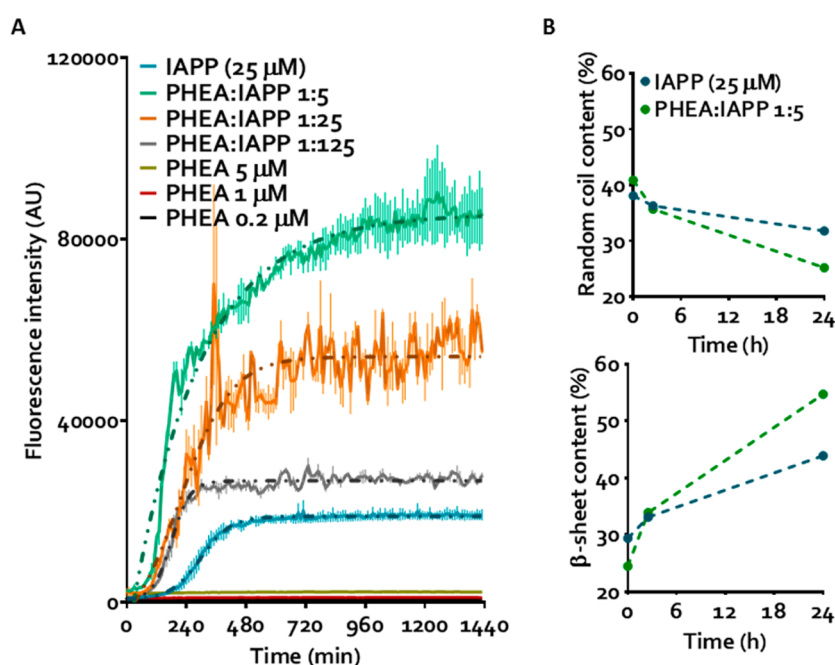 A
Fluorescence intensity (AU)
120000
80000
40000
0
IAPP (25 µM)
PHEA:IAPP 1:5
PHEA:IAPP 1:25
PHEA:IAPP 1:125
PHEA 5 µM
PHEA 1 µM
PHEA 0.2 µM
0 240 480 720 960 1200 1440
Time (min)
B
Random coil content (%)
60
50
40
30
20
IAPP (25 µM)
PHEA:IAPP 1:5
0 6 12 18 24
Time (h)
β-sheet content (%)
60
50
40
30
20
0 6 12 18 24
Time (h)